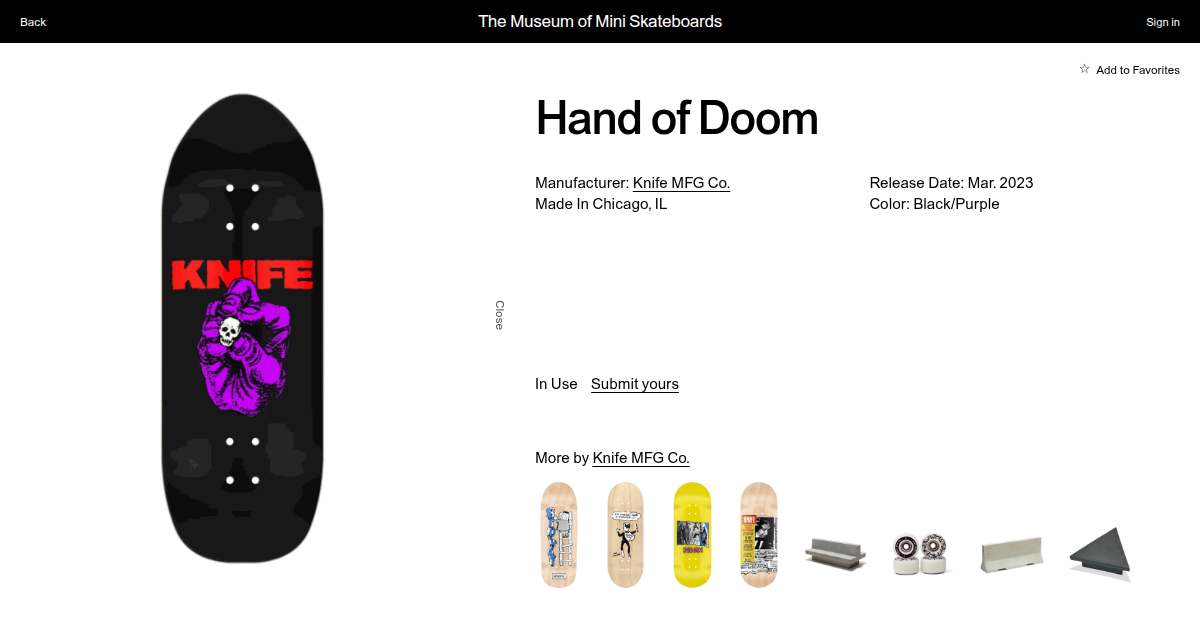 Back
The Museum of Mini Skateboards
Sign in
☆ Add to Favorites
Hand of Doom
Manufacturer: Knife MFG Co.
Made In Chicago, IL
Release Date: Mar. 2023
Color: Black/Purple
KNIFE
Close
In Use Submit yours
More by Knife MFG Co.